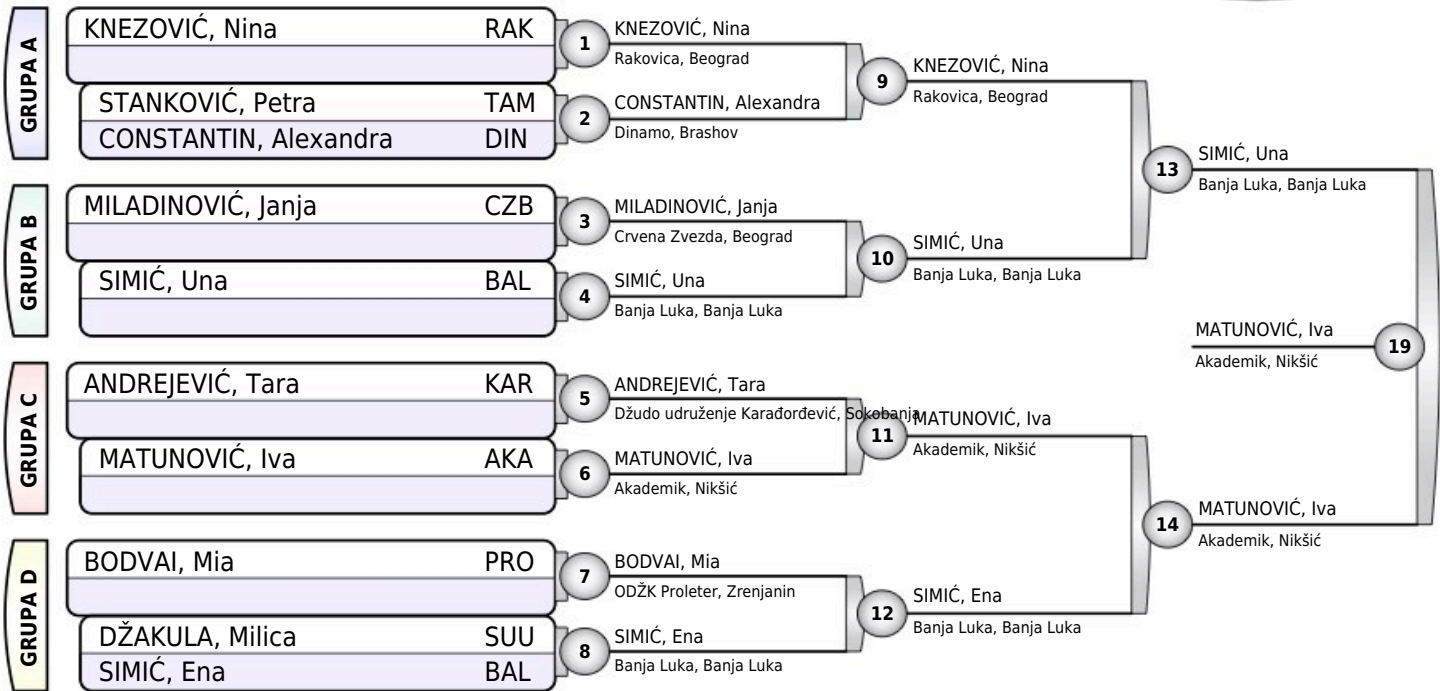 GRUPA A
KNEZOVIĆ, Nina RAK
STANKOVIĆ, Petra TAM
CONSTANTIN, Alexandra DIN
1
KNEZOVIĆ, Nina
Rakovica, Beograd
2
CONSTANTIN, Alexandra
Dinamo, Brashov
9
KNEZOVIĆ, Nina
Rakovica, Beograd
GRUPA B
MILADINOVIĆ, Janja CZB
SIMIĆ, Una BAL
3
MILADINOVIĆ, Janja
Crvena Zvezda, Beograd
4
SIMIĆ, Una
Banja Luka, Banja Luka
10
SIMIĆ, Una
Banja Luka, Banja Luka
13
SIMIĆ, Una
Banja Luka, Banja Luka
GRUPA C
ANDREJEVIĆ, Tara KAR
MATUNOVIĆ, Iva AKA
5
ANDREJEVIĆ, Tara
Džudo udruženje Karađorđević, Sokobanja
6
MATUNOVIĆ, Iva
Akademik, Nikšić
11
MATUNOVIĆ, Iva
Akademik, Nikšić
GRUPA D
BODVAI, Mia PRO
DŽAKULA, Milica SUU
SIMIĆ, Ena BAL
7
BODVAI, Mia
ODŽK Proleter, Zrenjanin
8
SIMIĆ, Ena
Banja Luka, Banja Luka
12
SIMIĆ, Ena
Banja Luka, Banja Luka
14
MATUNOVIĆ, Iva
Akademik, Nikšić
MATUNOVIĆ, Iva
Akademik, Nikšić
19